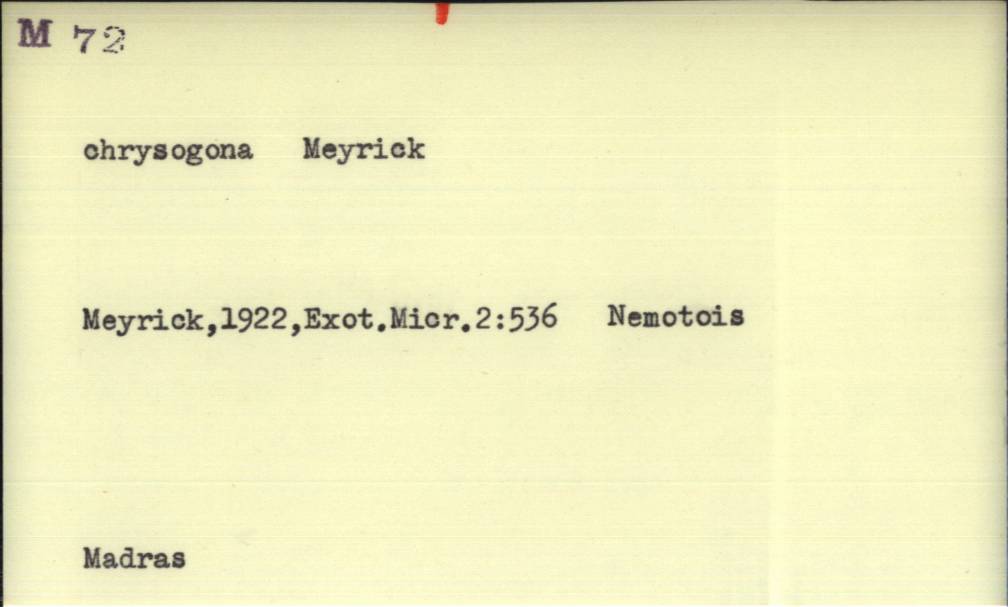 M 72
chrysogona Meyrick
Meyrick,1922,Exot.Micr.2:536 Nemotois
Madras